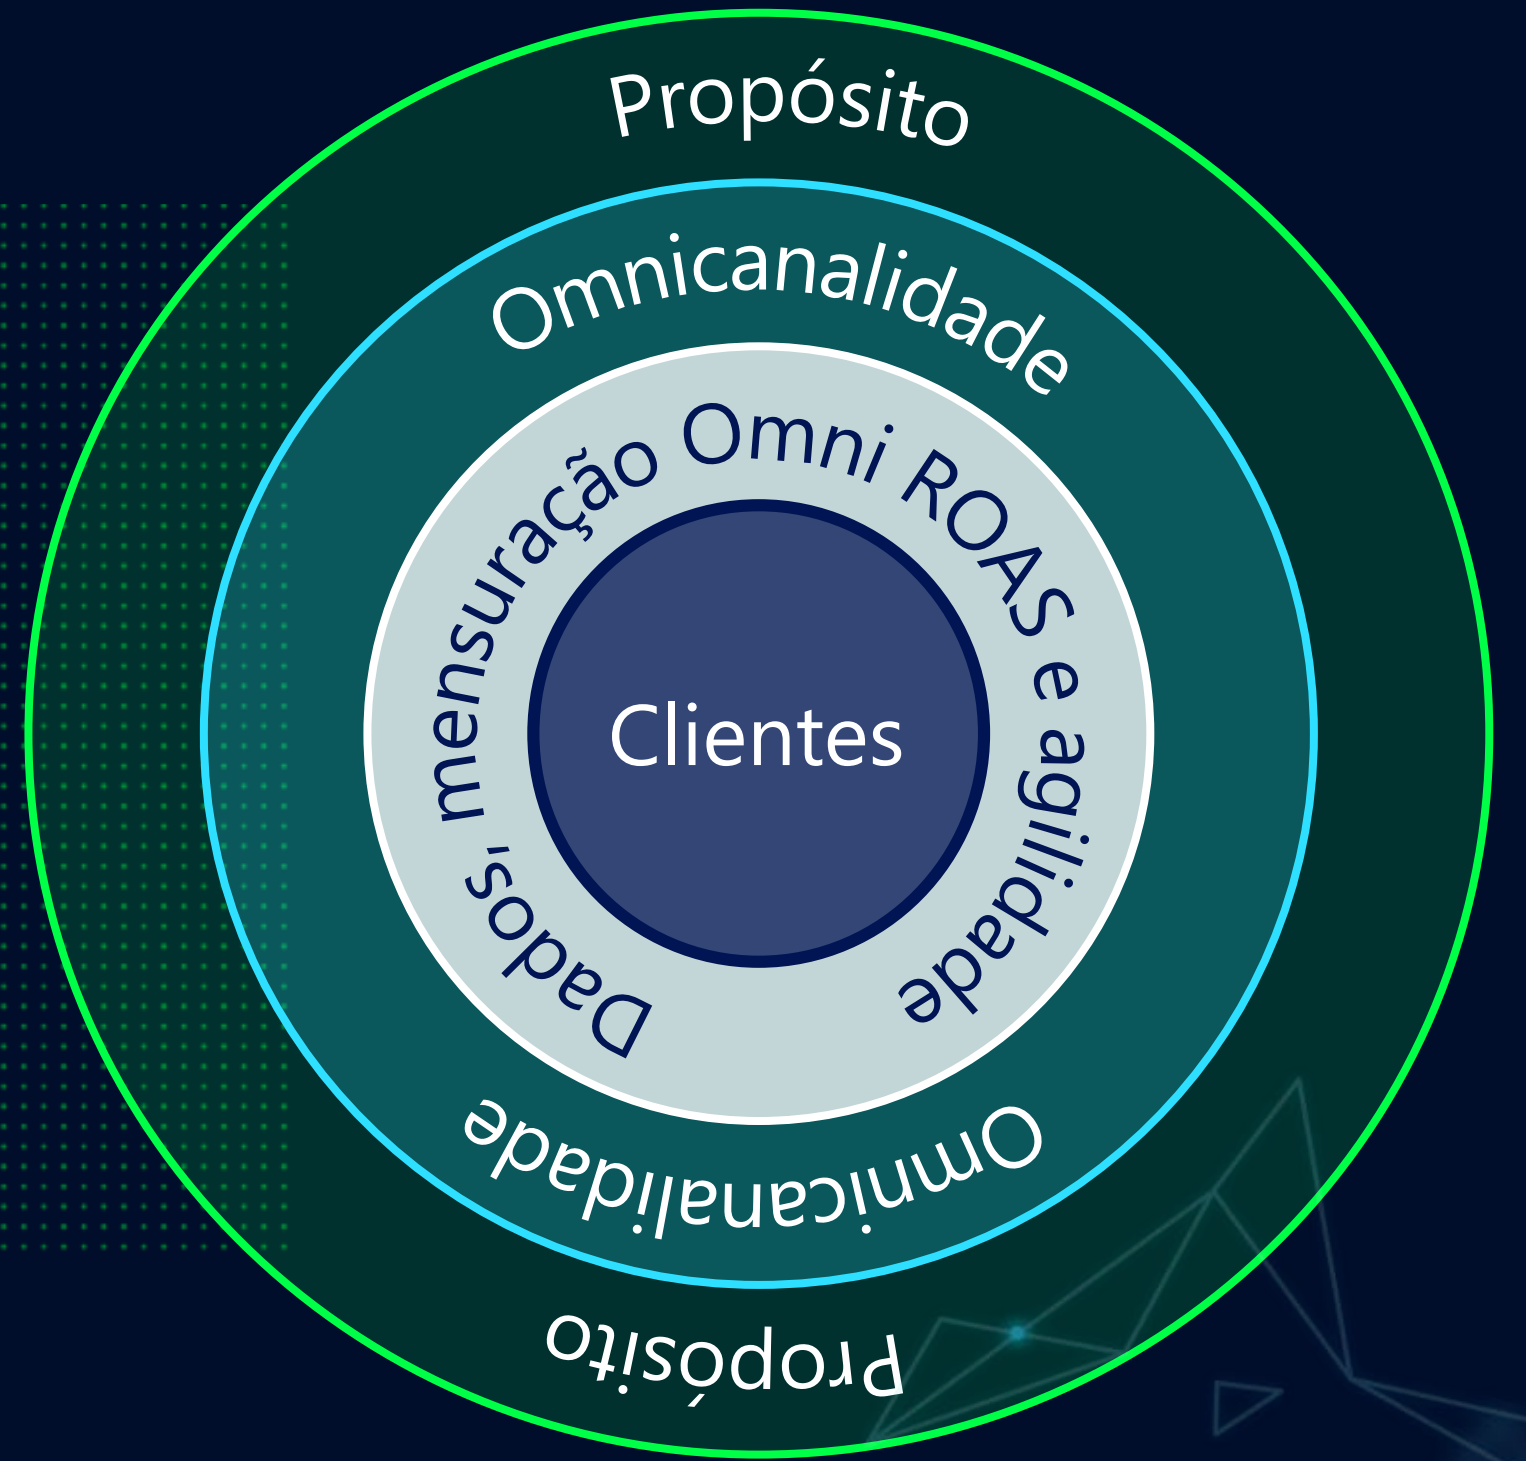 Propósito
Omnicanalidade
Dados, mensuração Omni ROAS e agilidade
Clientes
Omnicanalidade
Propósito